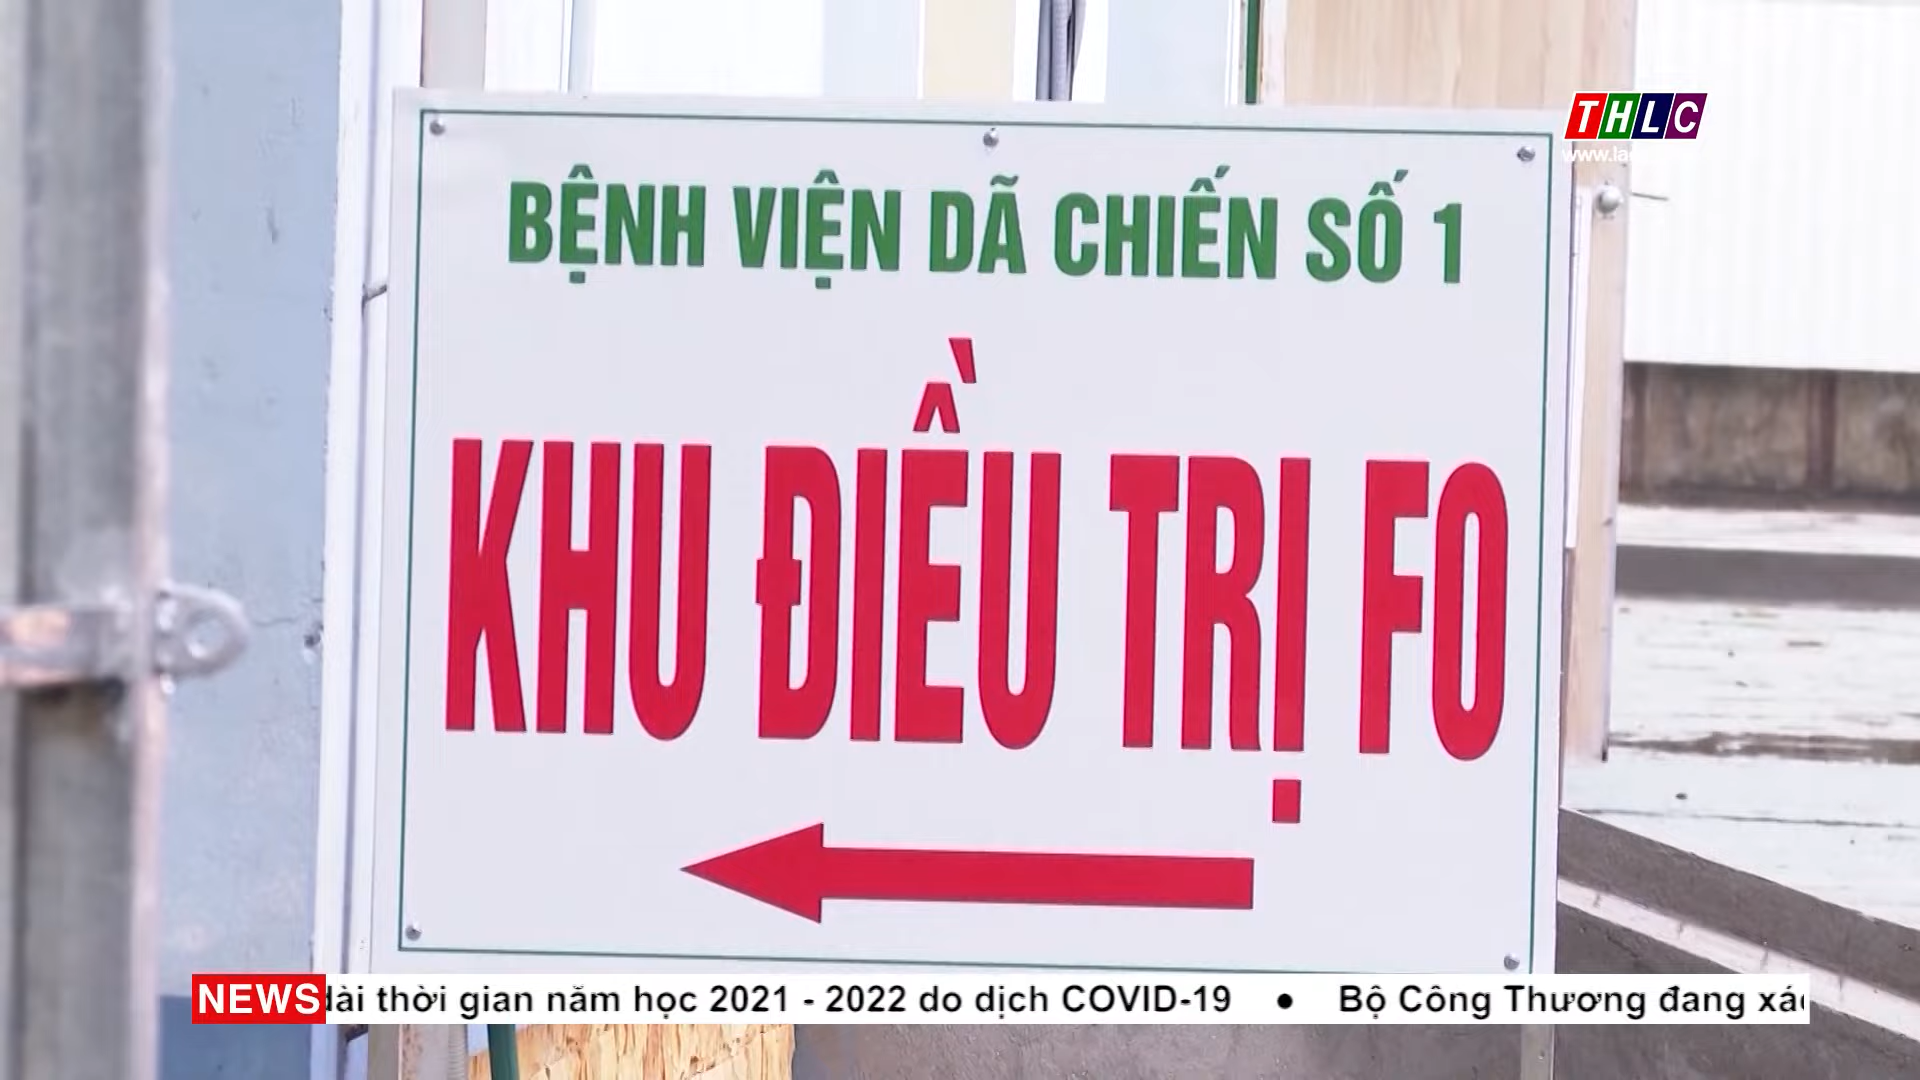 THLC
BỆNH VIỆN DÃ CHIẾN SỐ 1
KHU ĐIỀU TRỊ FO
NEWS dài thời gian năm học 2021 - 2022 do dịch COVID-19 • Bộ Công Thương đang